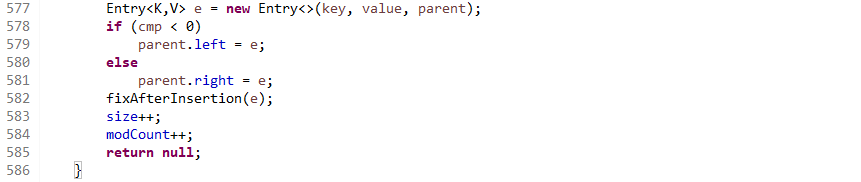 577 Entry<K,V> e = new Entry<>(key, value, parent);
578 if (cmp < 0)
579 parent.left = e;
580 else
581 parent.right = e;
582 fixAfterInsertion(e);
583 size++;
584 modCount++;
585 return null;
586 }